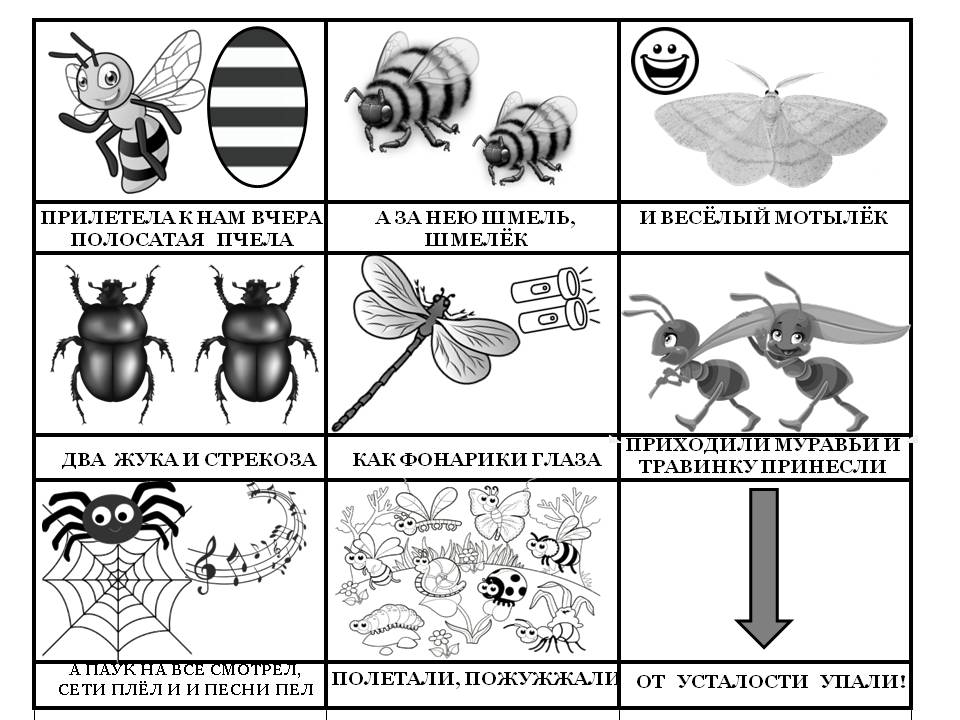 ПРИЛЕТЕЛА К НАМ ВЧЕРА
ПОЛОСАТАЯ ПЧЕЛА
А ЗА НЕЮ ШМЕЛЬ,
ШМЕЛЁК
И ВЕСЁЛЫЙ МОТЫЛЁК
ДВА ЖУКА И СТРЕКОЗА
КАК ФОНАРИКИ ГЛАЗА
ПРИХОДИЛИ МУРАВЬИ И
ТРАВИНКУ ПРИНЕСЛИ
А ПАУК НА ВСЕ СМОТРЕЛ,
СЕТИ ПЛЁЛ И И ПЕСНИ ПЕЛ
ПОЛЕТАЛИ, ПОЖУЖЖАЛИ
ОТ УСТАЛОСТИ УПАЛИ!